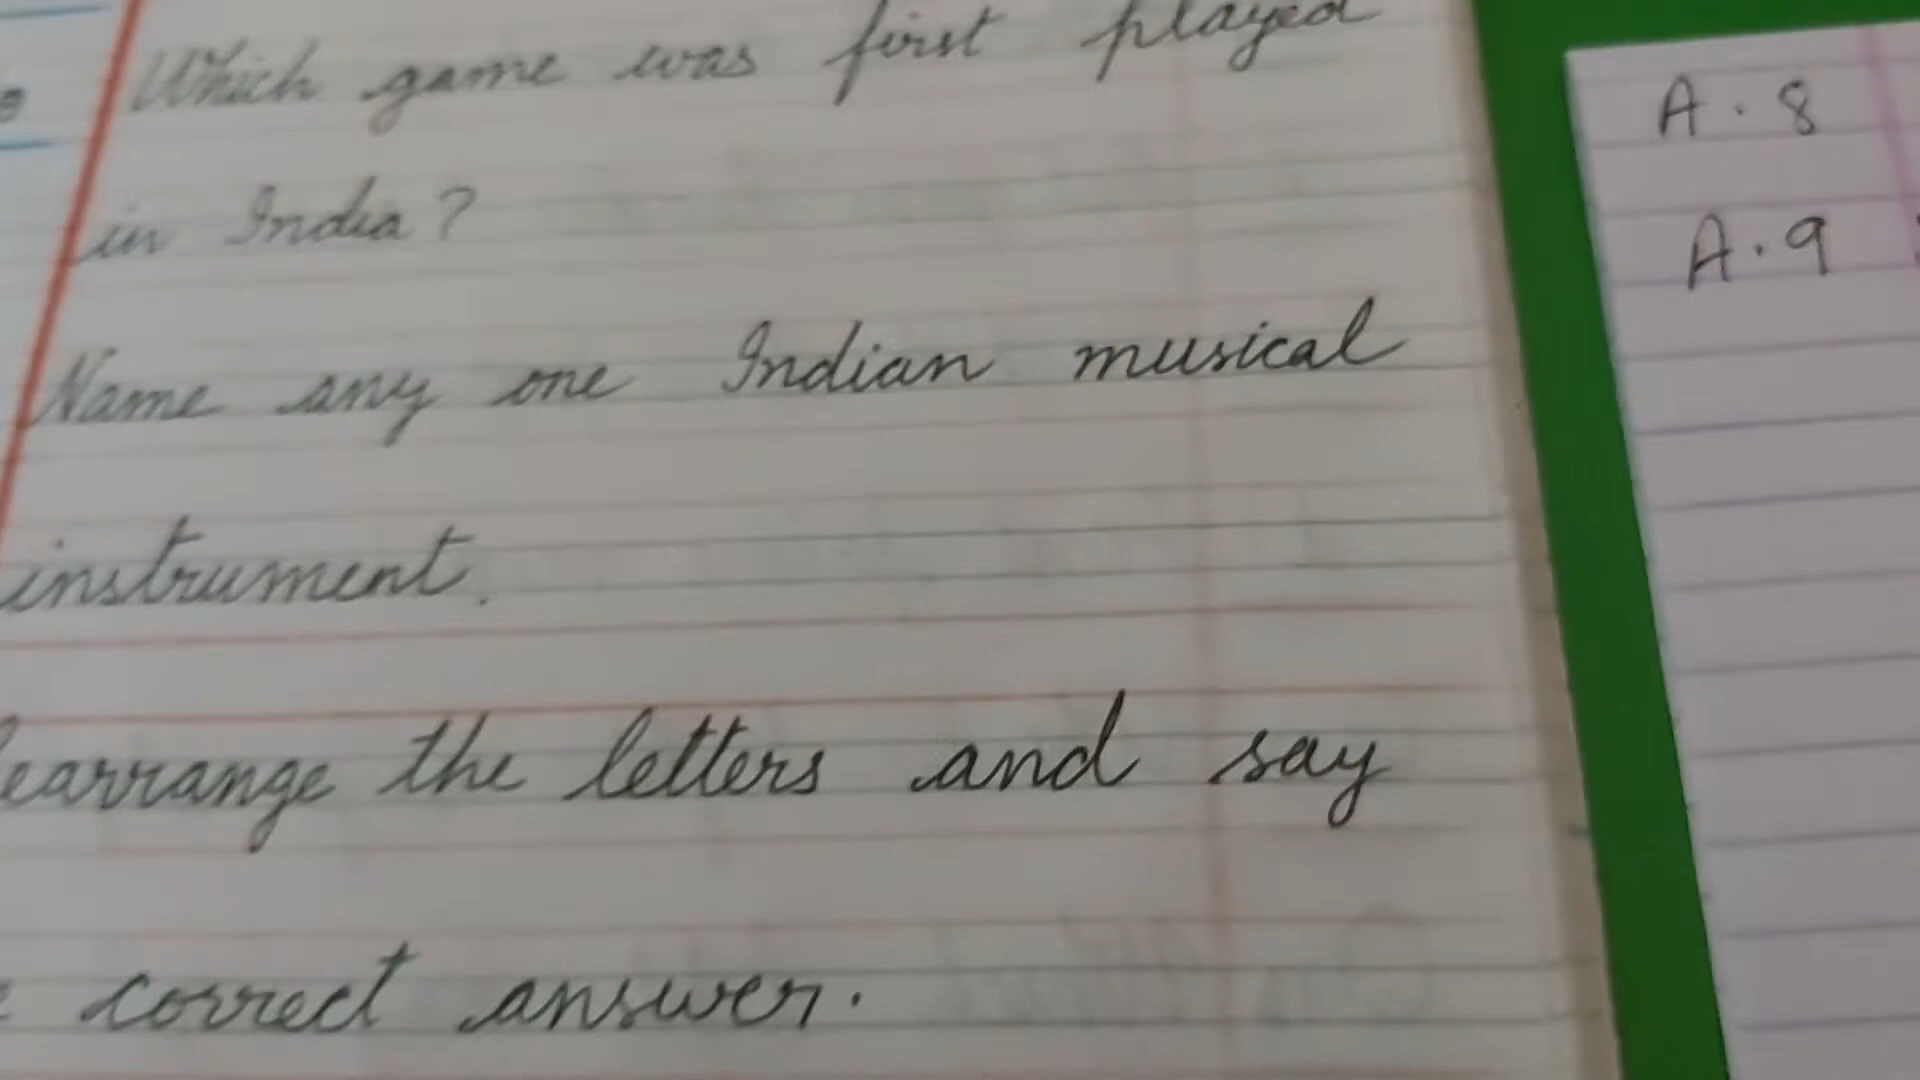 Which game was first played
in India?
Name any one Indian musical
instrument.
earrange the letters and say
correct answer.
A. 8
A. 9